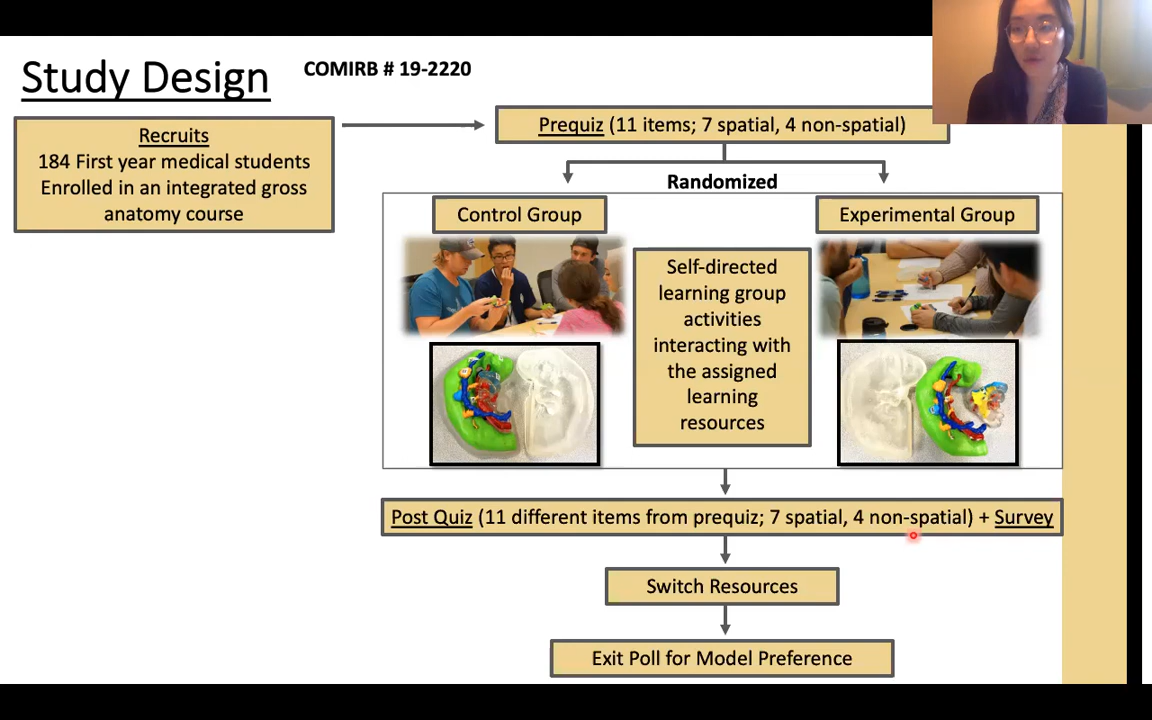 Study Design
COMIRB # 19-2220
Recruits
184 First year medical students
Enrolled in an integrated gross
anatomy course
Prequiz (11 items; 7 spatial, 4 non-spatial)
Randomized
Control Group
Experimental Group
Self-directed
learning group
activities
interacting with
the assigned
learning
resources
Post Quiz (11 different items from prequiz; 7 spatial, 4 non-spatial) + Survey
Switch Resources
Exit Poll for Model Preference